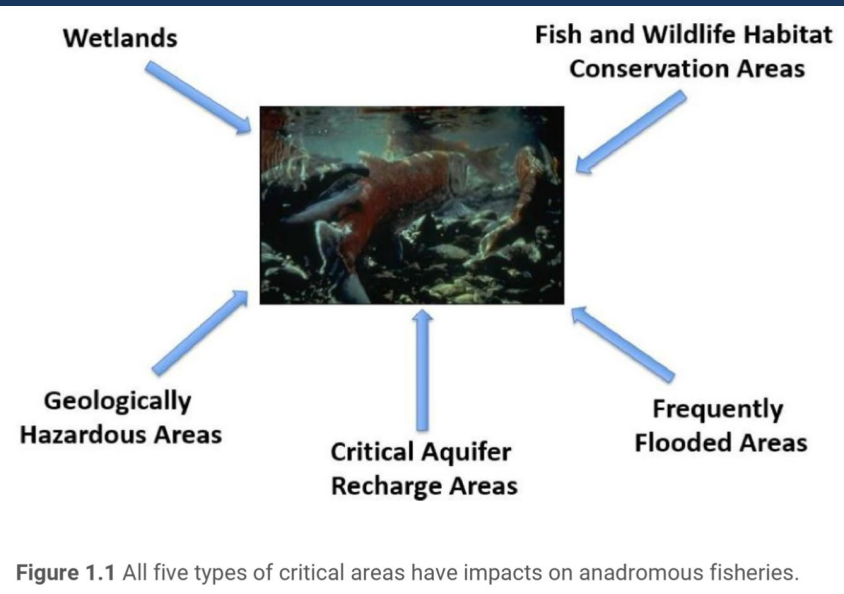 Wetlands
Fish and Wildlife Habitat
Conservation Areas
Geologically
Hazardous Areas
Critical Aquifer
Recharge Areas
Frequently
Flooded Areas
Figure 1.1 All five types of critical areas have impacts on anadromous fisheries.